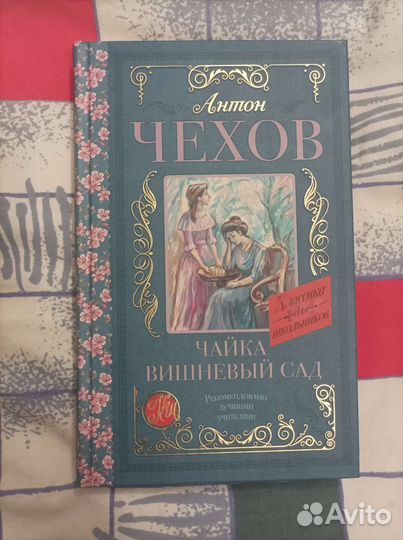 Антон
ЧЕХОВ
Классика
для
школьников
ЧАЙКА
ВИШНЕВЫЙ САД
Рекомендовано
лучшими
учителями
Avito